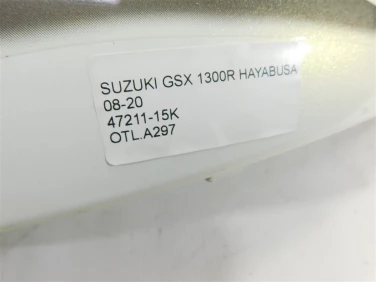 SUZUKI GSX 1300R HAYABUSA
08-20
47211-15K
OTL.A297